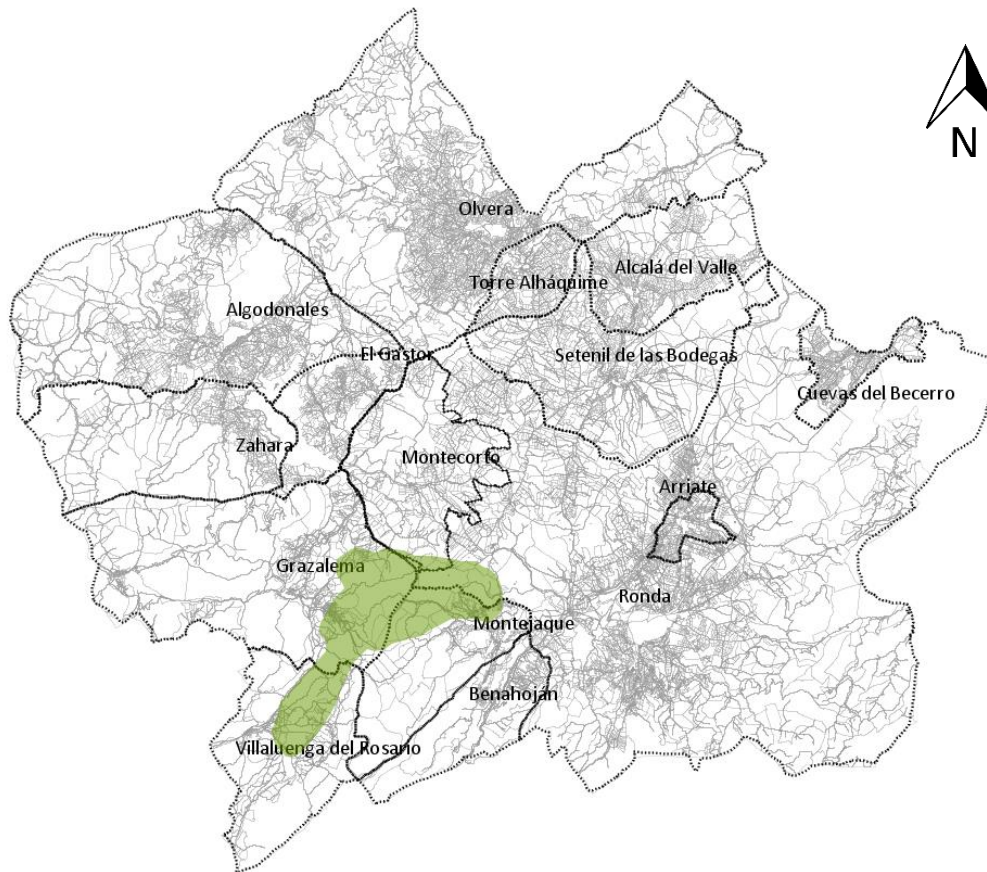 N
Olvera
Alcalá del Valle
Torre Alháquime
Algodonales
El Gastor
Setenil de las Bodegas
Cuevas del Becerro
Zahara
Montecorto
Arriate
Grazalema
Ronda
Montejaque
Benahoján
Villaluenga del Rosario